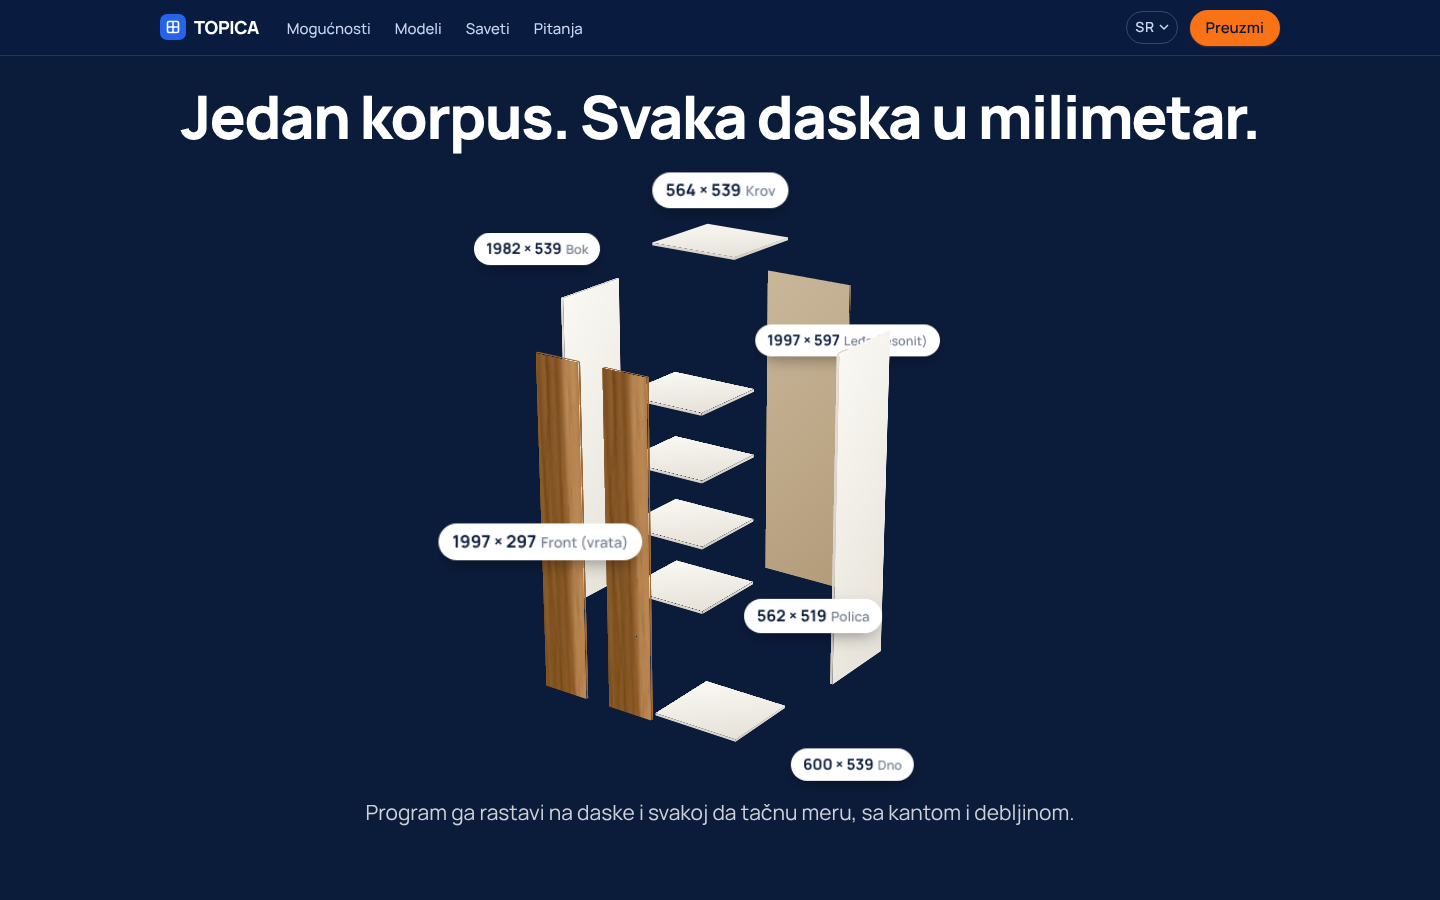 TOPICA Mogućnosti Modeli Saveti Pitanja SR Preuzmi
Jedan korpus. Svaka daska u milimetar.
564 × 539 Krov
1982 × 539 Bok
1997 × 597
1997 × 297 Front (vrata)
562 × 519 Polica
600 × 539 Dno
Program ga rastavi na daske i svakoj da tačnu meru, sa kantom i debljinom.